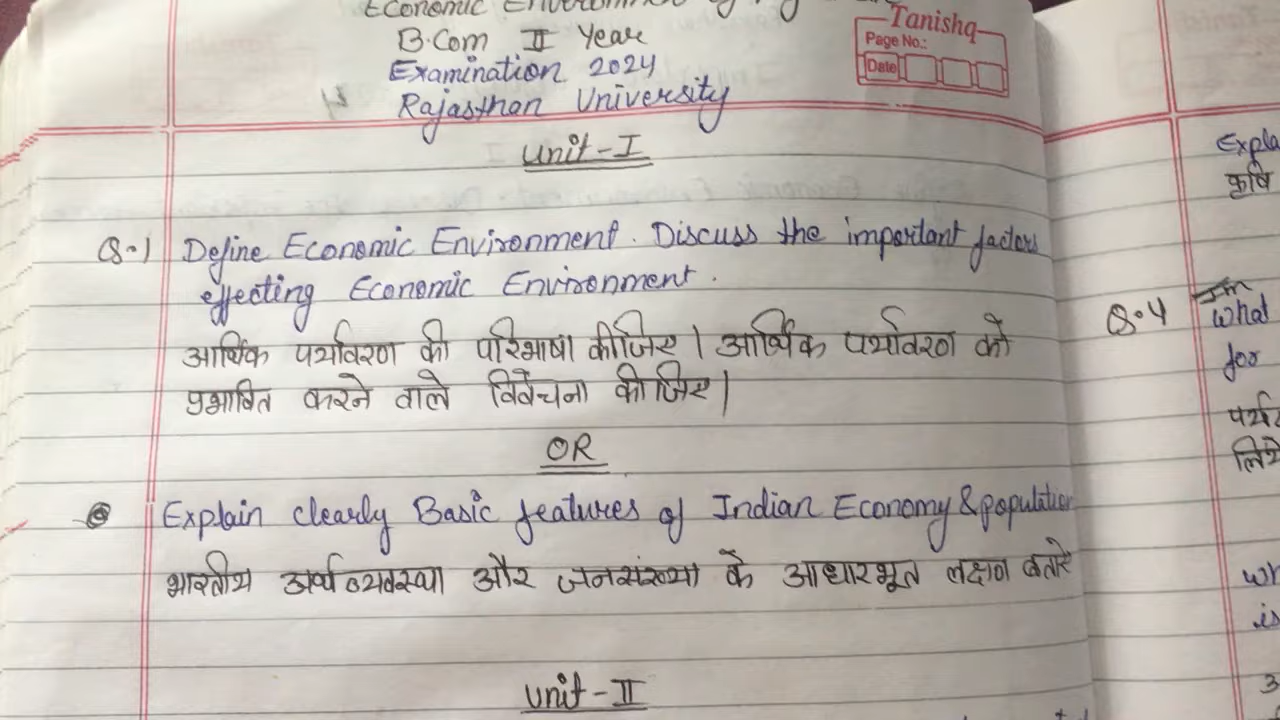 Economic
B.Com II Year
Examination 2024
Rajasthan University
Tanishq
Page No.:
Date
Unit-I
Q.1 Define Economic Environment. Discuss the important factors
effecting Economic Environment.
आर्थिक पर्यावरण की परिभाषा कीजिए। आर्थिक पर्यावरण को
प्रभावित करने वाले विवेचना कीजिए।
OR
Explain clearly Basic features of Indian Economy & population
भारतीय अर्थव्यवस्था और जनसंख्या के आधारभूत लक्षण
Unit-II
कृषि
Q.4 What
for